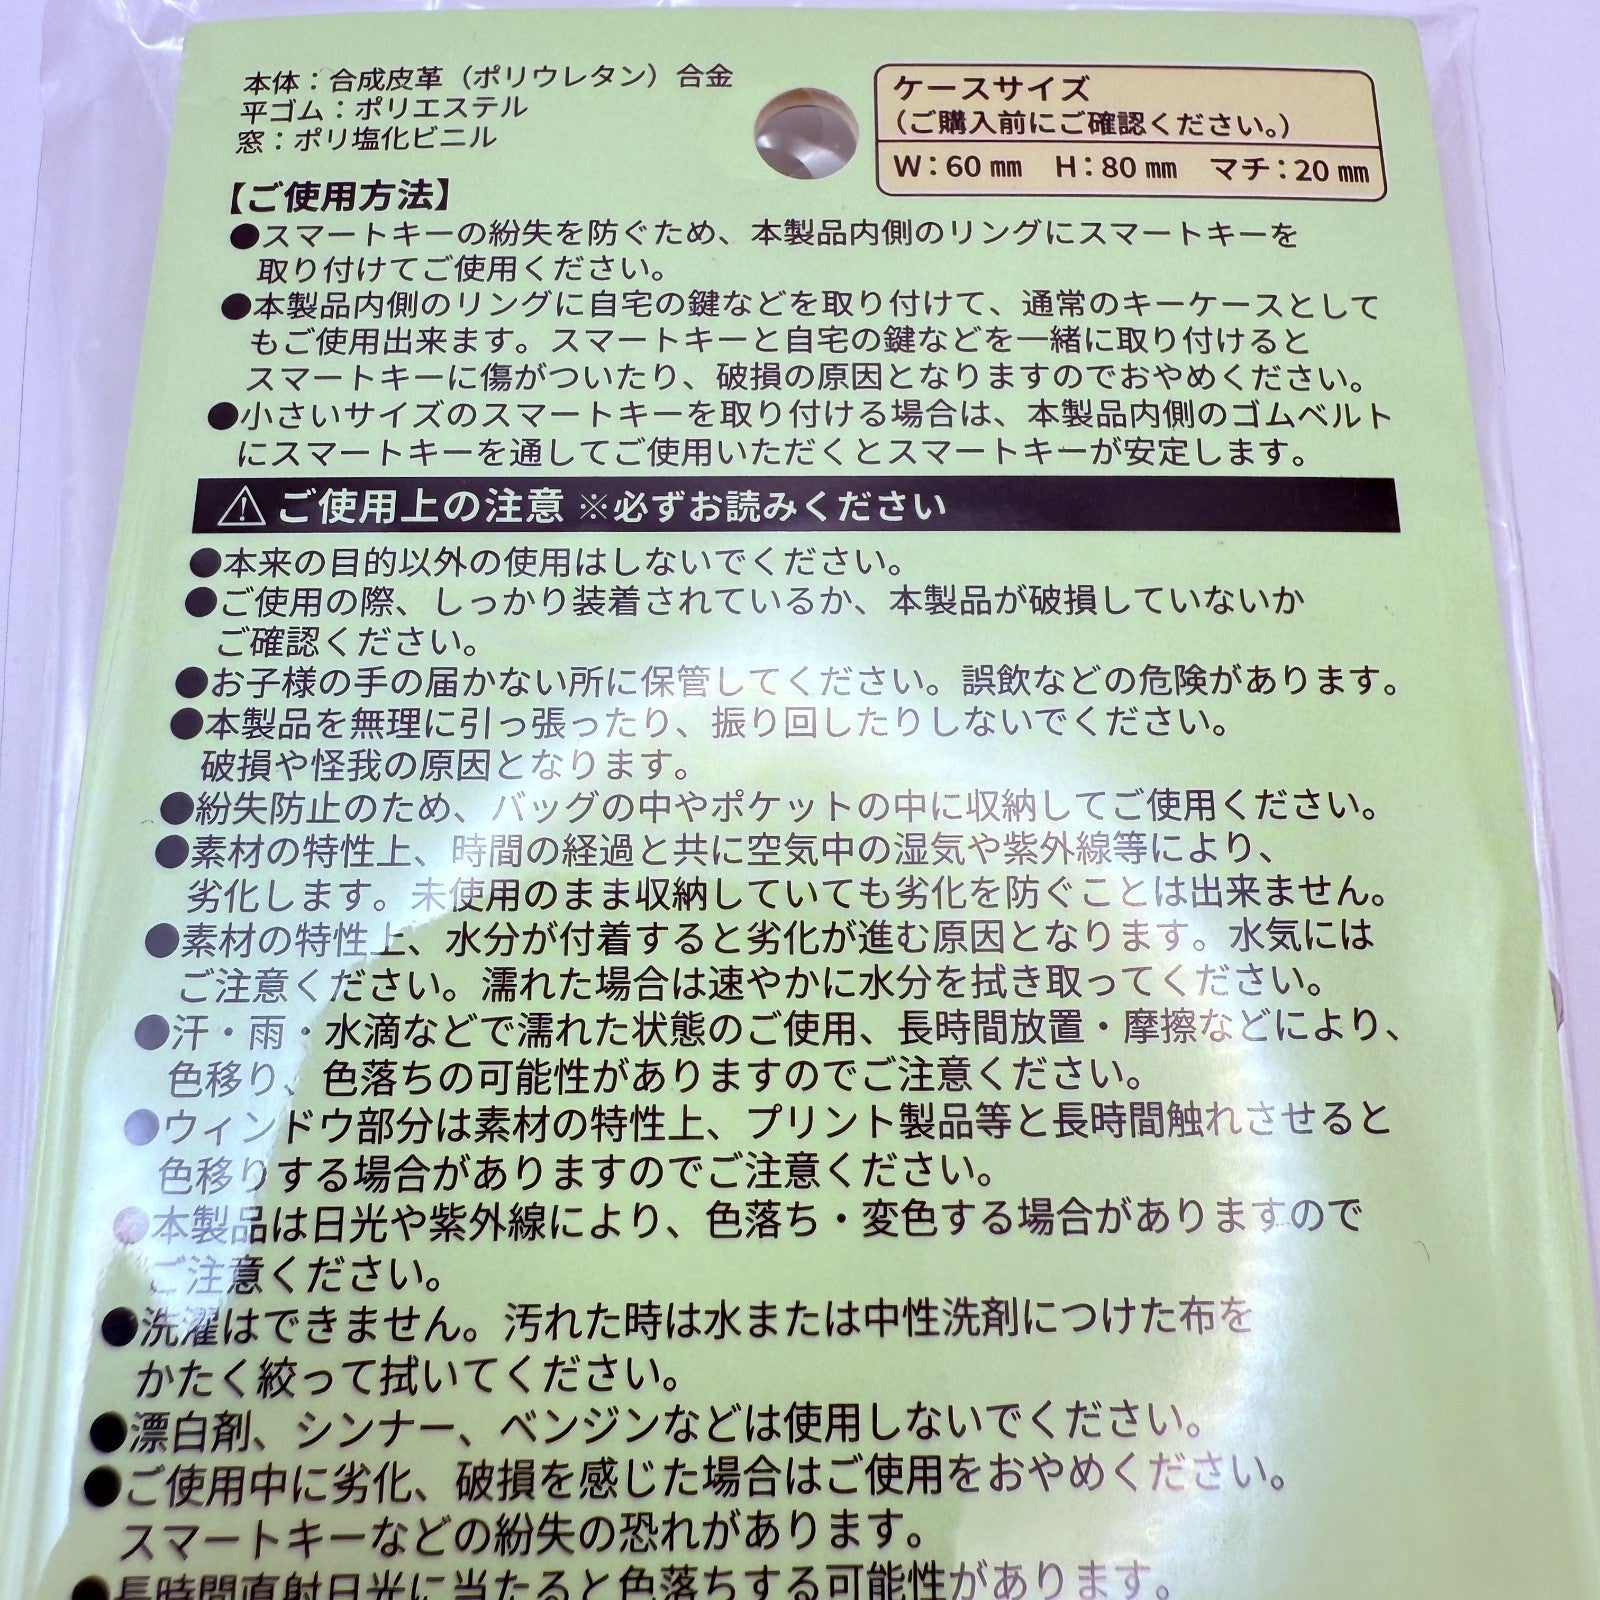 本体：合成皮革（ポリウレタン）合金
平ゴム：ポリエステル
窓：ポリ塩化ビニル
ケースサイズ
（ご購入前にご確認ください。）
W：60㎜　H：80㎜　マチ：20㎜
【ご使用方法】
●スマートキーの紛失を防ぐため、本製品内側のリングにスマートキーを
取り付けてご使用ください。
●本製品内側のリングに自宅の鍵などを取り付けて、通常のキーケースとして
もご使用出来ます。スマートキーと自宅の鍵などを一緒に取り付けると
スマートキーに傷がついたり、破損の原因となりますのでおやめください。
●小さいサイズのスマートキーを取り付ける場合は、本製品内側のゴムベルト
にスマートキーを通してご使用いただくとスマートキーが安定します。
⚠ご使用上の注意 ※必ずお読みください
●本来の目的以外の使用はしないでください。
●ご使用の際、しっかり装着されているか、本製品が破損していないか
ご確認ください。
●お子様の手の届かない所に保管してください。誤飲などの危険があります。
●本製品を無理に引っ張ったり、振り回したりしないでください。
破損や怪我の原因となります。
●紛失防止のため、バッグの中やポケットの中に収納してご使用ください。
●素材の特性上、時間の経過と共に空気中の湿気や紫外線等により、
劣化します。未使用のまま収納していても劣化を防ぐことは出来ません。
●素材の特性上、水分が付着すると劣化が進む原因となります。水気には
ご注意ください。濡れた場合は速やかに水分を拭き取ってください。
●汗・雨・水滴などで濡れた状態のご使用、長時間放置・摩擦などにより、
色移り、色落ちの可能性がありますのでご注意ください。
●ウィンドウ部分は素材の特性上、プリント製品等と長時間触れさせると
色移りする場合がありますのでご注意ください。
●本製品は日光や紫外線により、色落ち・変色する場合がありますので
ご注意ください。
●洗濯はできません。汚れた時は水または中性洗剤につけた布を
かたく絞って拭いてください。
●漂白剤、シンナー、ベンジンなどは使用しないでください。
●ご使用中に劣化、破損を感じた場合はご使用をおやめください。
スマートキーなどの紛失の恐れがあります。
●長時間直射日光に当たると色落ちする可能性があります。